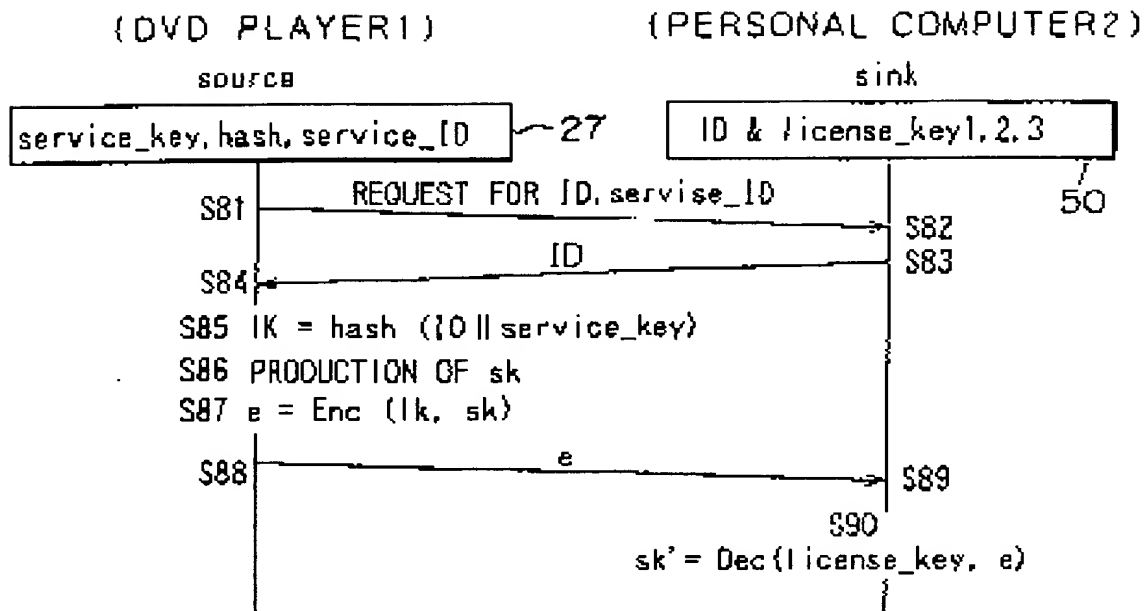 (DVD PLAYER1) (PERSONAL COMPUTER2)
source sink
service_key, hash, service_ID 27 ID & license_key1, 2, 3
50
S81 REQUEST FOR ID, servise_ID S82
S84 ID S83
S85 lK = hash (ID || service_key)
S86 PRODUCTION OF sk
S87 e = Enc (lk, sk)
S88 e S89
S90
sk' = Dec(license_key, e)